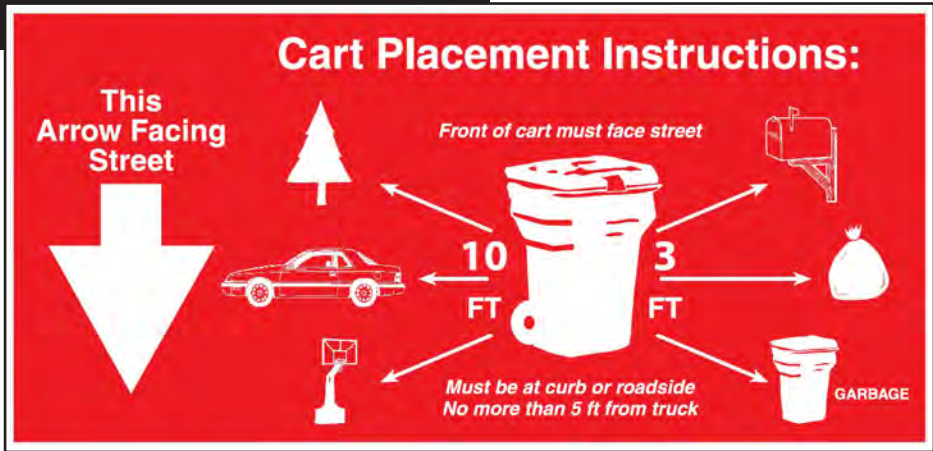 Cart Placement Instructions:
This
Arrow Facing
Street
Front of cart must face street
10
FT
3
FT
Must be at curb or roadside
No more than 5 ft from truck
GARBAGE